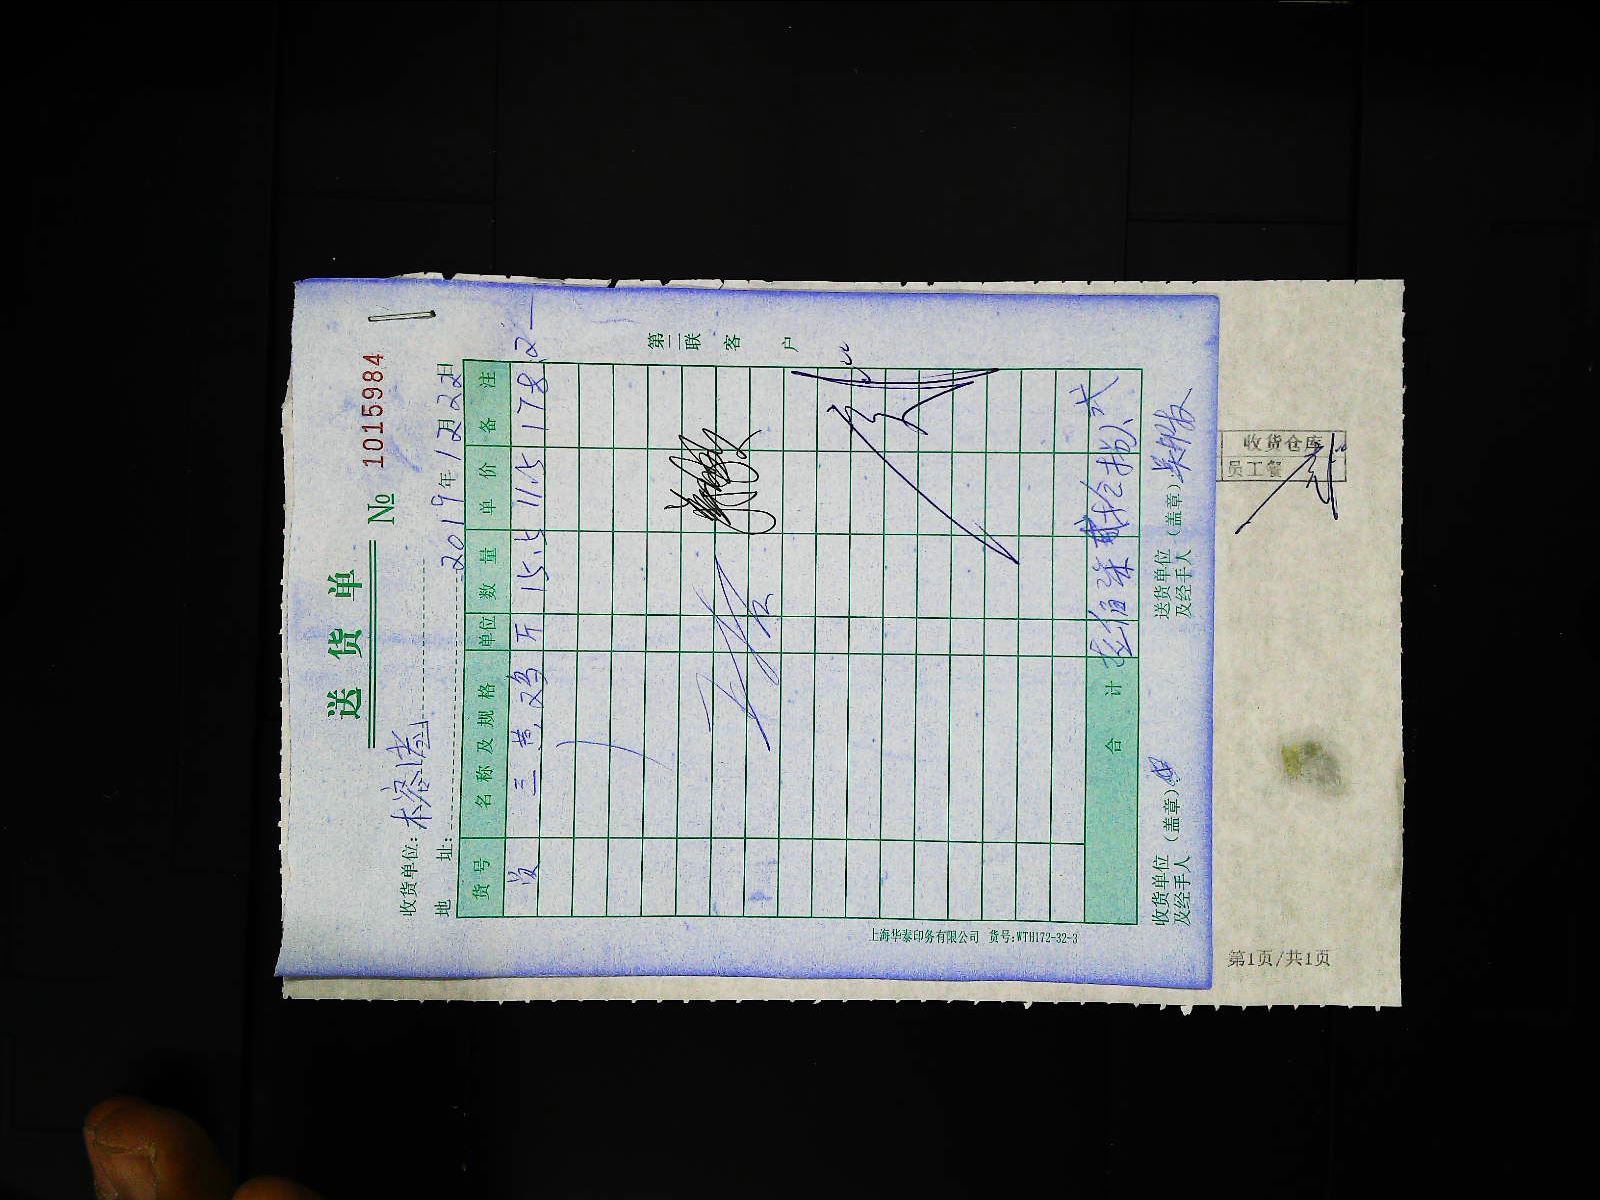 送货单
№ 1015984
收货单位:
2019年12月22日
地 址:
货号 名称及规格 单位 数量 单价 备注
三黄鸡 斤 15.5 11.5 178.2
第二联 客户
合计
收货单位及经手人（盖章） 送货单位及经手人（盖章）
上海华泰印务有限公司 货号:WTH172-32-3
收货仓库
员工餐
第1页/共1页